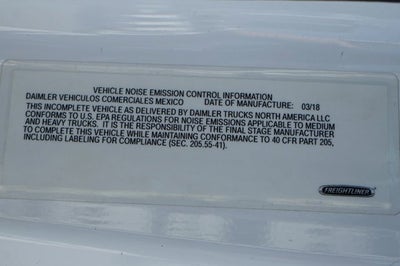 VEHICLE NOISE EMISSION CONTROL INFORMATION
DAIMLER VEHICULOS COMERCIALES MEXICO DATE OF MANUFACTURE: 03/18
THIS INCOMPLETE VEHICLE AS DELIVERED BY DAIMLER TRUCKS NORTH AMERICA LLC
CONFORMS TO U.S. EPA REGULATIONS FOR NOISE EMISSIONS APPLICABLE TO MEDIUM
AND HEAVY TRUCKS. IT IS THE RESPONSIBILITY OF THE FINAL STAGE MANUFACTURER
TO COMPLETE THIS VEHICLE WHILE MAINTAINING CONFORMANCE TO 40 CFR PART 205,
INCLUDING LABELING FOR COMPLIANCE (SEC. 205.55-41).
FREIGHTLINER